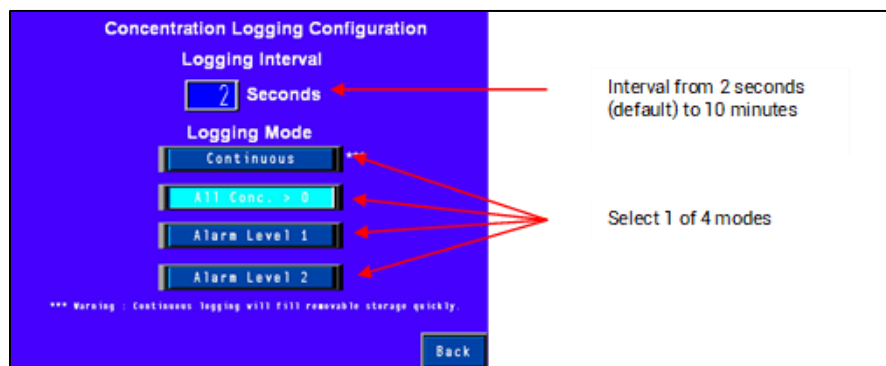 Concentration Logging Configuration
Logging Interval
2 Seconds
Interval from 2 seconds
(default) to 10 minutes
Logging Mode
Continuous ***
All Conc. > 0
Select 1 of 4 modes
Alarm Level 1
Alarm Level 2
*** Warning : Continuous logging will fill removable storage quickly.
Back